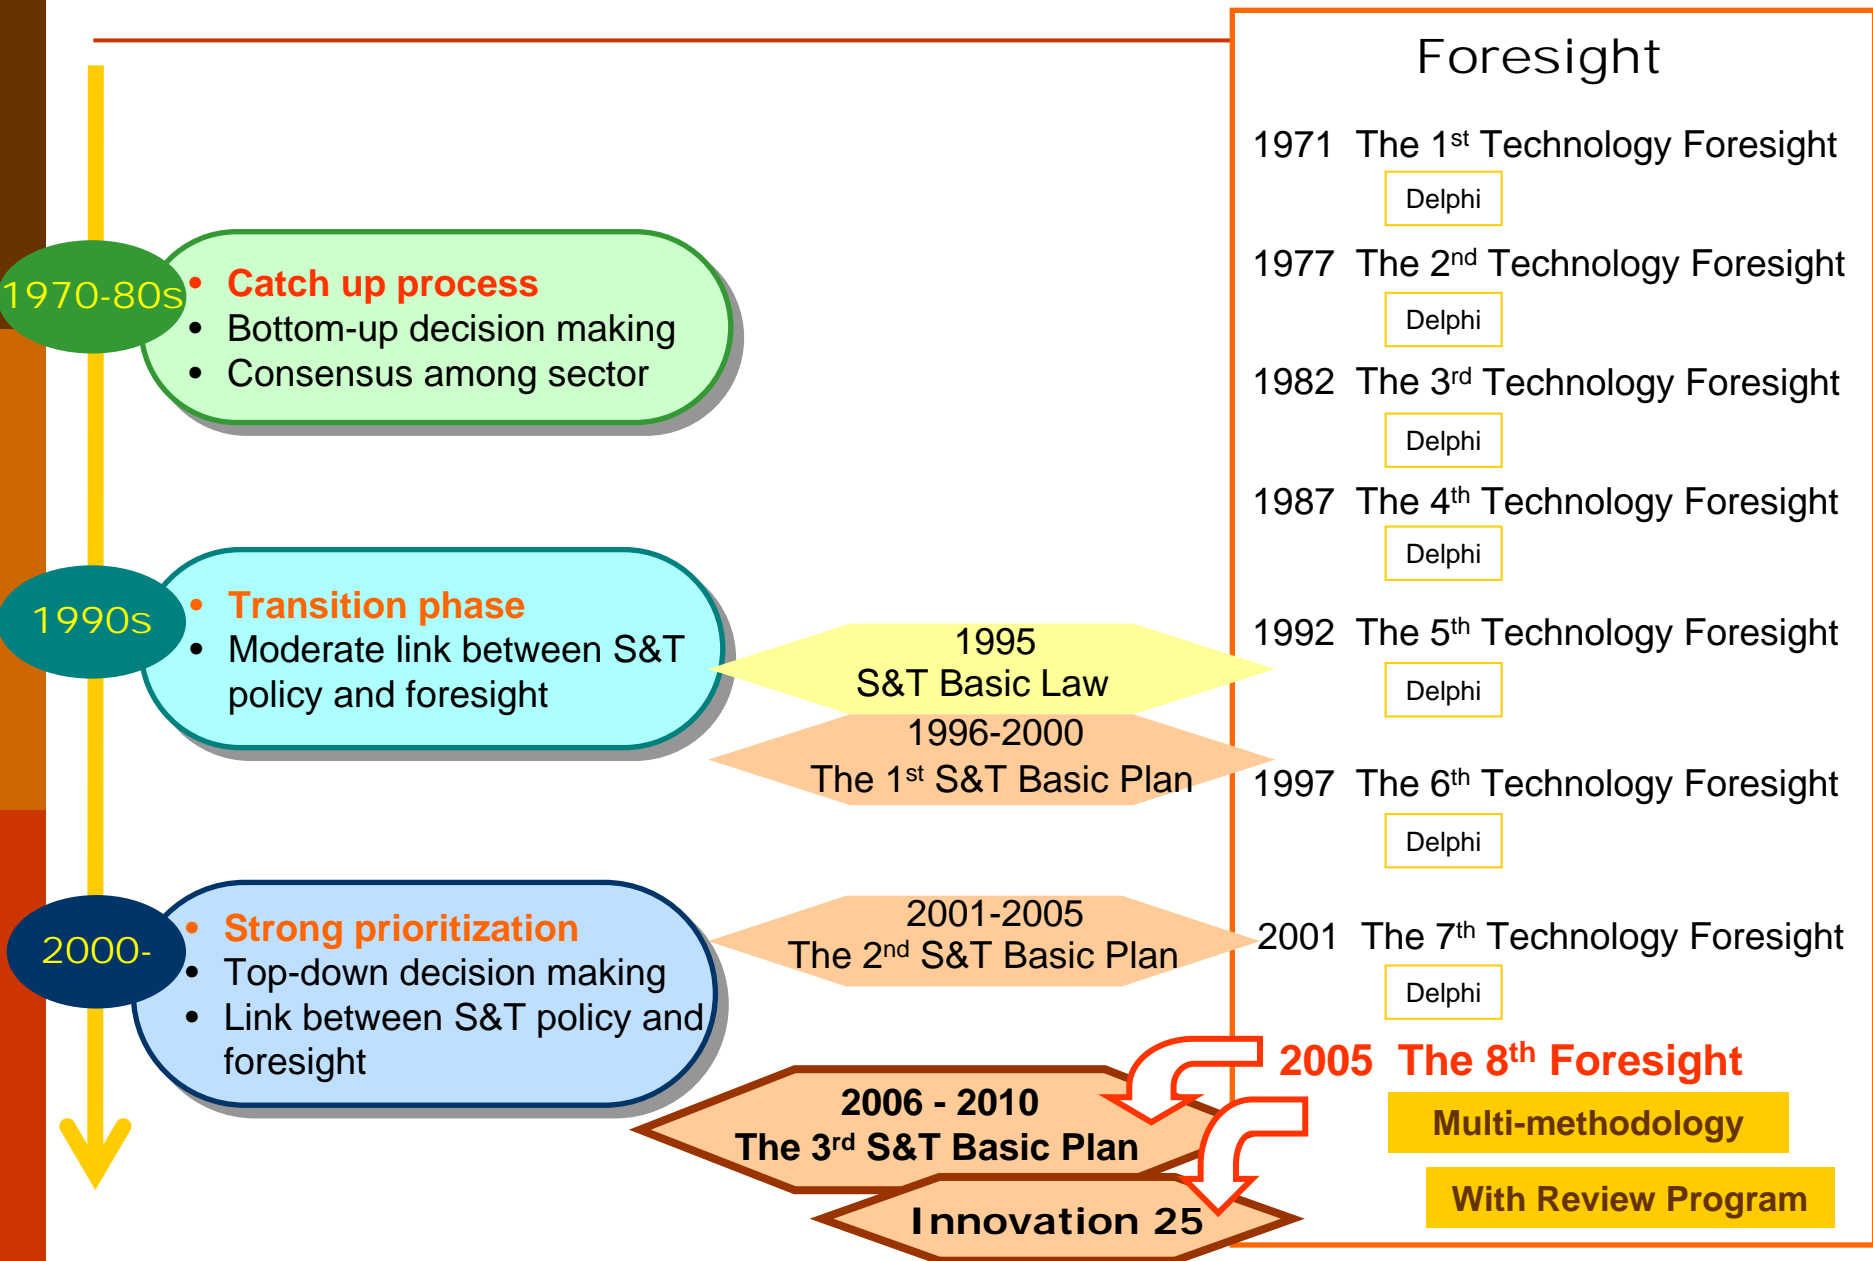 1970-80s
• Catch up process
• Bottom-up decision making
• Consensus among sector
1990s
• Transition phase
• Moderate link between S&T
policy and foresight
2000-
• Strong prioritization
• Top-down decision making
• Link between S&T policy and
foresight
1995
S&T Basic Law
1996-2000
The 1st S&T Basic Plan
2001-2005
The 2nd S&T Basic Plan
2006 - 2010
The 3rd S&T Basic Plan
Innovation 25
Foresight
1971 The 1st Technology Foresight
Delphi
1977 The 2nd Technology Foresight
Delphi
1982 The 3rd Technology Foresight
Delphi
1987 The 4th Technology Foresight
Delphi
1992 The 5th Technology Foresight
Delphi
1997 The 6th Technology Foresight
Delphi
2001 The 7th Technology Foresight
Delphi
2005 The 8th Foresight
Multi-methodology
With Review Program